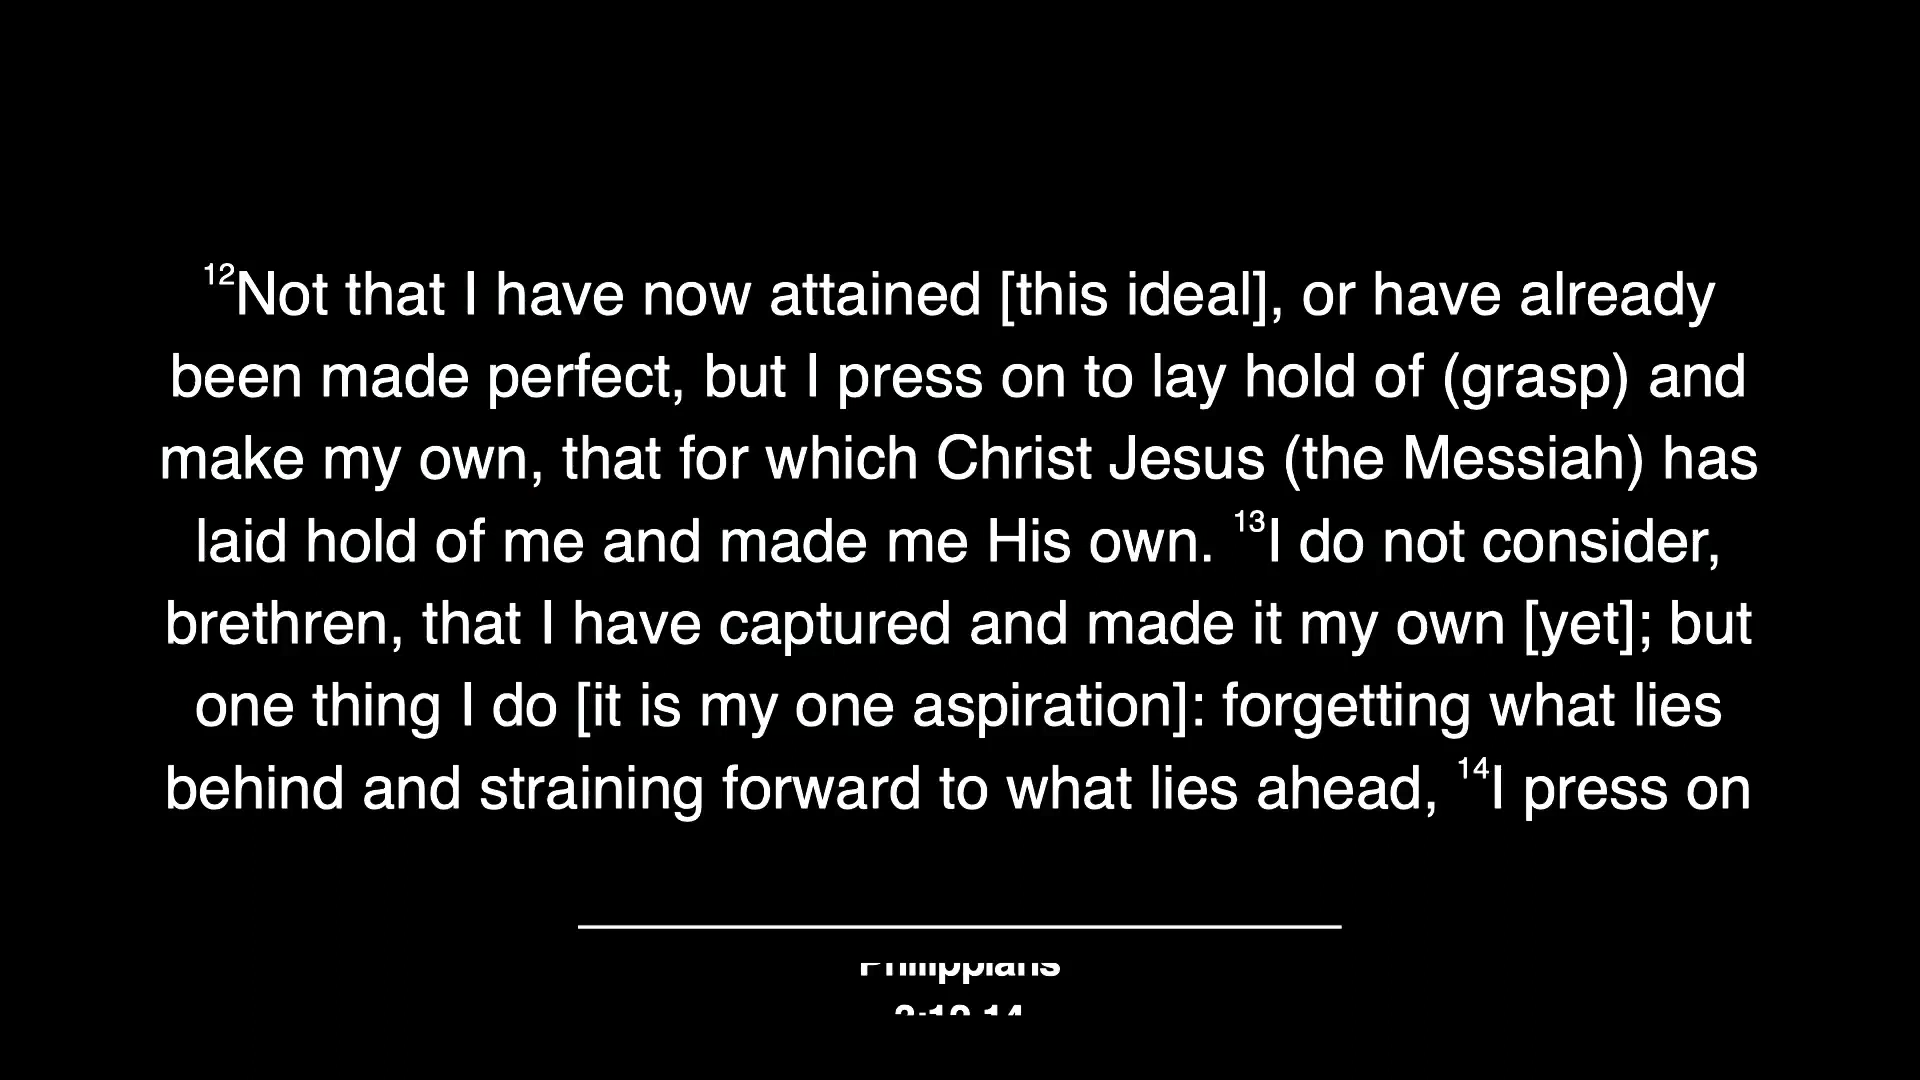 12Not that I have now attained [this ideal], or have already
been made perfect, but I press on to lay hold of (grasp) and
make my own, that for which Christ Jesus (the Messiah) has
laid hold of me and made me His own. 13I do not consider,
brethren, that I have captured and made it my own [yet]; but
one thing I do [it is my one aspiration]: forgetting what lies
behind and straining forward to what lies ahead, 14I press on
Philippians
3:12-14